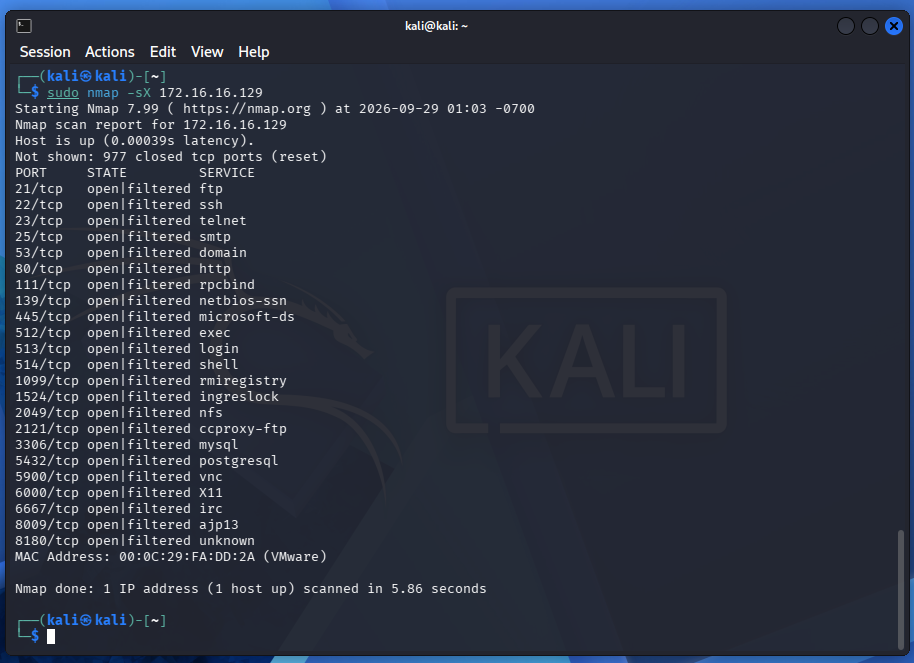 kali@kali: ~
Session Actions Edit View Help
┌──(kali㉿kali)-[~]
└─$ sudo nmap -sX 172.16.16.129
Starting Nmap 7.99 ( https://nmap.org ) at 2026-09-29 01:03 -0700
Nmap scan report for 172.16.16.129
Host is up (0.00039s latency).
Not shown: 977 closed tcp ports (reset)
PORT     STATE         SERVICE
21/tcp   open|filtered ftp
22/tcp   open|filtered ssh
23/tcp   open|filtered telnet
25/tcp   open|filtered smtp
53/tcp   open|filtered domain
80/tcp   open|filtered http
111/tcp  open|filtered rpcbind
139/tcp  open|filtered netbios-ssn
445/tcp  open|filtered microsoft-ds
512/tcp  open|filtered exec
513/tcp  open|filtered login
514/tcp  open|filtered shell
1099/tcp open|filtered rmiregistry
1524/tcp open|filtered ingreslock
2049/tcp open|filtered nfs
2121/tcp open|filtered ccproxy-ftp
3306/tcp open|filtered mysql
5432/tcp open|filtered postgresql
5900/tcp open|filtered vnc
6000/tcp open|filtered X11
6667/tcp open|filtered irc
8009/tcp open|filtered ajp13
8180/tcp open|filtered unknown
MAC Address: 00:0C:29:FA:DD:2A (VMware)
Nmap done: 1 IP address (1 host up) scanned in 5.86 seconds
┌──(kali㉿kali)-[~]
└─$
KALI